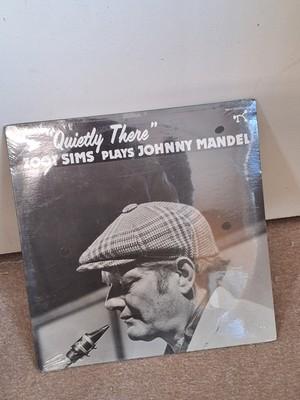 "Quietly There"
ZOOT SIMS PLAYS JOHNNY MANDEL